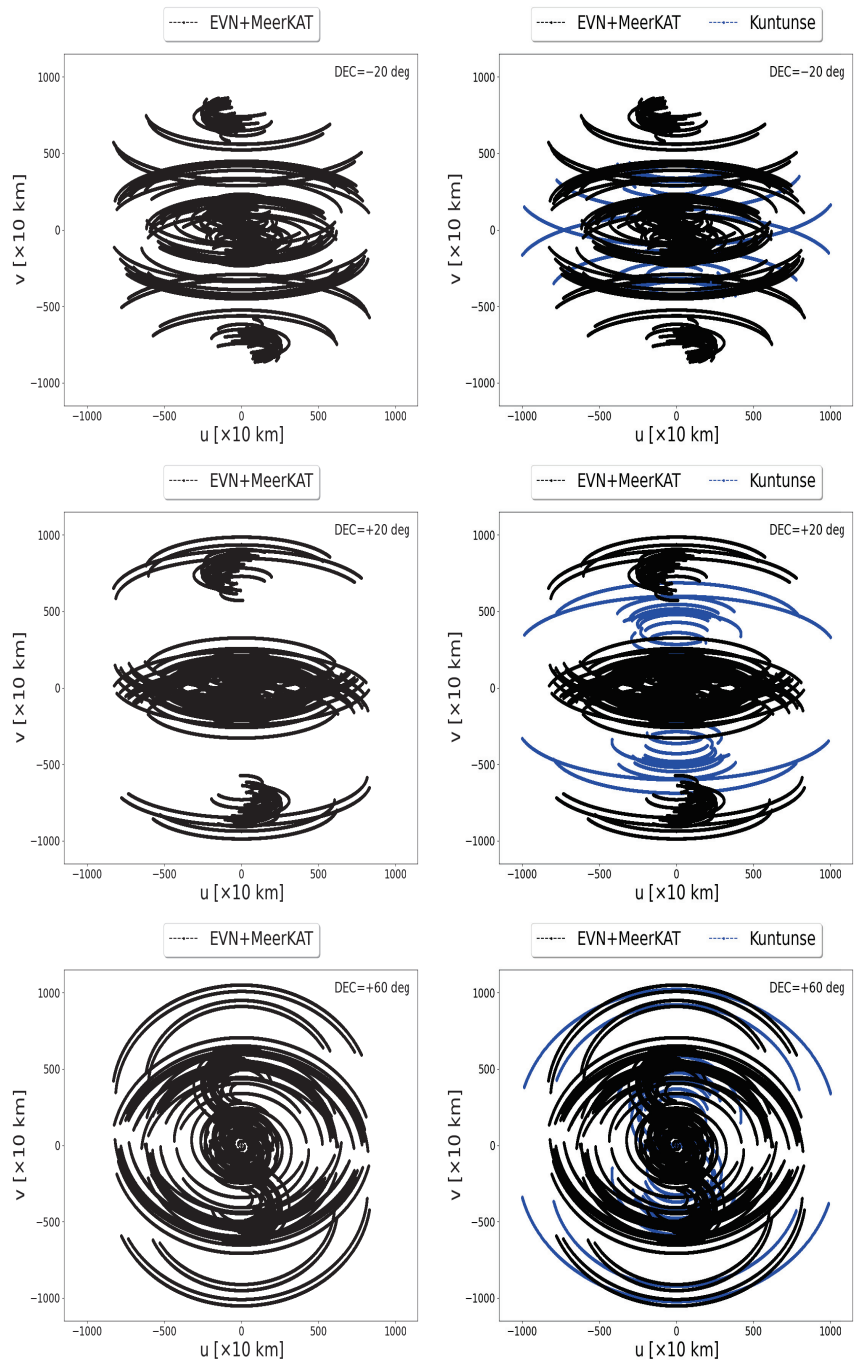 EVN+MeerKAT
EVN+MeerKAT Kuntunse
DEC=−20 deg
1000
500
0
−500
−1000
v [×10 km]
−1000 −500 0 500 1000
u [×10 km]
DEC=−20 deg
1000
500
0
−500
−1000
v [×10 km]
−1000 −500 0 500 1000
u [×10 km]
EVN+MeerKAT
EVN+MeerKAT Kuntunse
DEC=+20 deg
1000
500
0
−500
−1000
v [×10 km]
−1000 −500 0 500 1000
u [×10 km]
DEC=+20 deg
1000
500
0
−500
−1000
v [×10 km]
−1000 −500 0 500 1000
u [×10 km]
EVN+MeerKAT
EVN+MeerKAT Kuntunse
DEC=+60 deg
1000
500
0
−500
−1000
v [×10 km]
−1000 −500 0 500 1000
u [×10 km]
DEC=+60 deg
1000
500
0
−500
−1000
v [×10 km]
−1000 −500 0 500 1000
u [×10 km]